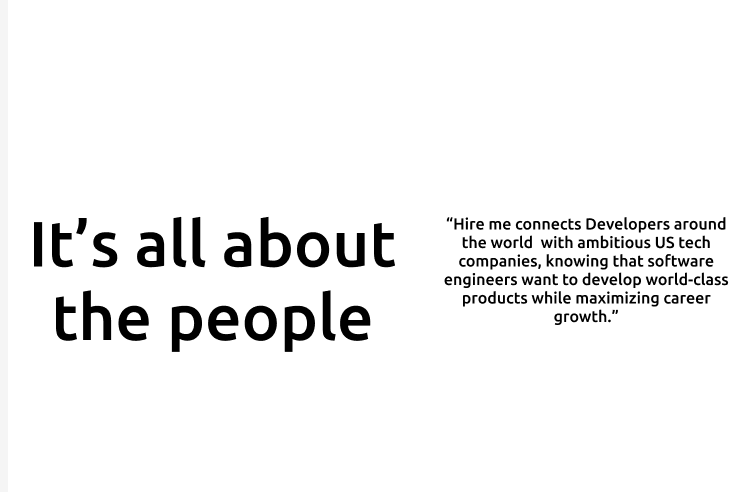 It’s all about
the people
“Hire me connects Developers around
the world  with ambitious US tech
companies, knowing that software
engineers want to develop world-class
products while maximizing career
growth.”